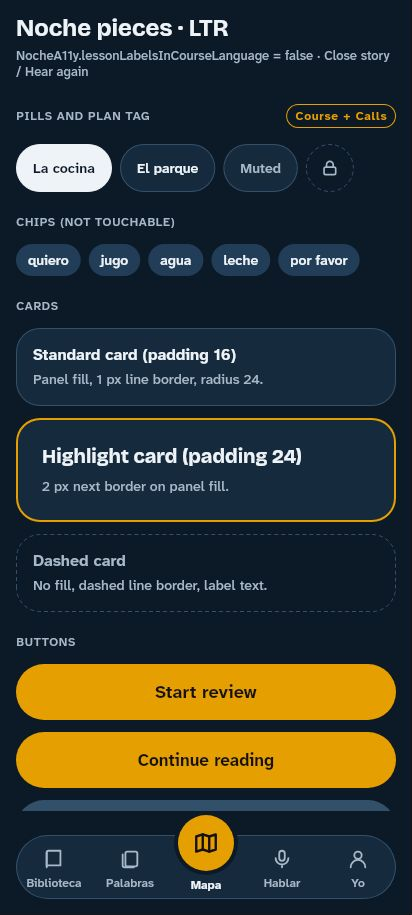 Noche pieces · LTR
NocheA11y.lessonLabelsInCourseLanguage = false · Close story
/ Hear again
PILLS AND PLAN TAG
Course + Calls
La cocina
El parque
Muted
CHIPS (NOT TOUCHABLE)
quiero
jugo
agua
leche
por favor
CARDS
Standard card (padding 16)
Panel fill, 1 px line border, radius 24.
Highlight card (padding 24)
2 px next border on panel fill.
Dashed card
No fill, dashed line border, label text.
BUTTONS
Start review
Continue reading
Biblioteca
Palabras
Mapa
Hablar
Yo